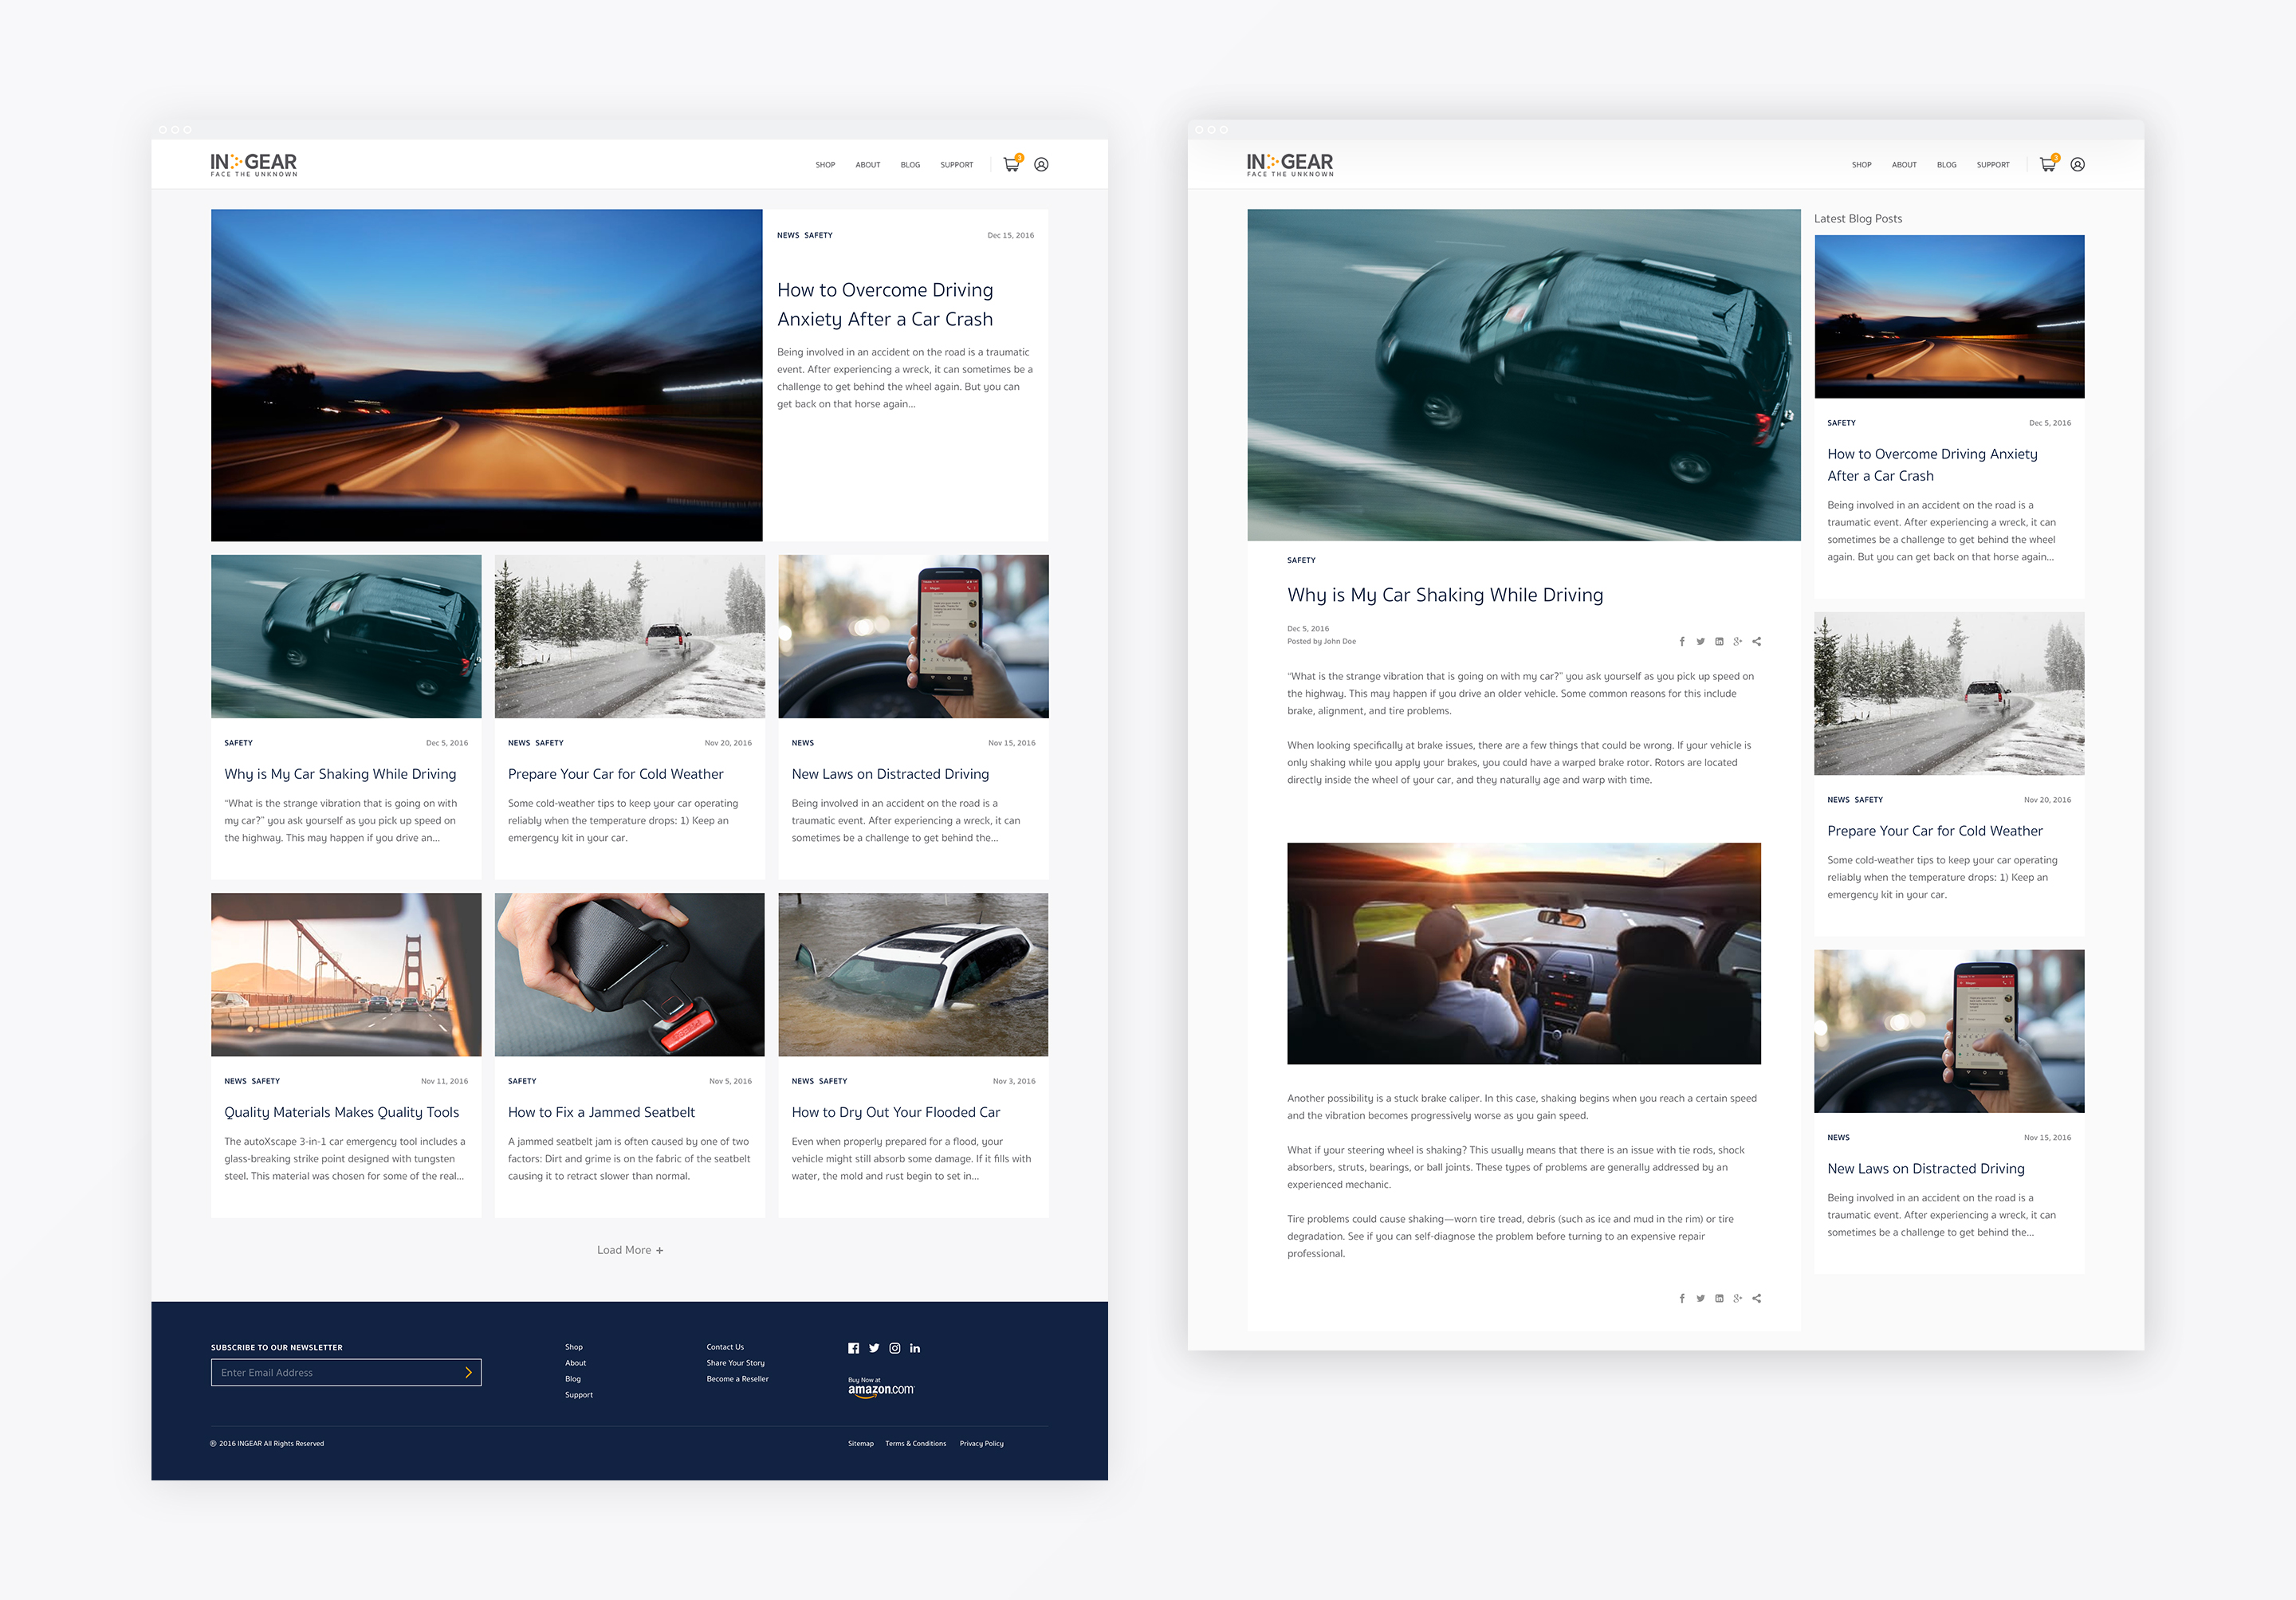 IN GEAR
FACE THE UNKNOWN
SHOP ABOUT BLOG SUPPORT 3
NEWS SAFETY Dec 15, 2016
How to Overcome Driving
Anxiety After a Car Crash
Being involved in an accident on the road is a traumatic
event. After experiencing a wreck, it can sometimes be a
challenge to get behind the wheel again. But you can
get back on that horse again...
SAFETY Dec 5, 2016
Why is My Car Shaking While Driving
“What is the strange vibration that is going on with
my car?” you ask yourself as you pick up speed on
the highway. This may happen if you drive an...
NEWS SAFETY Nov 20, 2016
Prepare Your Car for Cold Weather
Some cold-weather tips to keep your car operating
reliably when the temperature drops: 1) Keep an
emergency kit in your car.
NEWS Nov 15, 2016
New Laws on Distracted Driving
Being involved in an accident on the road is a
traumatic event. After experiencing a wreck, it can
sometimes be a challenge to get behind the...
NEWS SAFETY Nov 11, 2016
Quality Materials Makes Quality Tools
The autoXscape 3-in-1 car emergency tool includes a
glass-breaking strike point designed with tungsten
steel. This material was chosen for some of the real...
SAFETY Nov 5, 2016
How to Fix a Jammed Seatbelt
A jammed seatbelt jam is often caused by one of two
factors: Dirt and grime is on the fabric of the seatbelt
causing it to retract slower than normal.
NEWS SAFETY Nov 3, 2016
How to Dry Out Your Flooded Car
Even when properly prepared for a flood, your
vehicle might still absorb some damage. If it fills with
water, the mold and rust begin to set in...
Load More +
SUBSCRIBE TO OUR NEWSLETTER
Enter Email Address
Shop
About
Blog
Support
Contact Us
Share Your Story
Become a Reseller
Buy Now at
amazon.com
® 2016 INGEAR All Rights Reserved
Sitemap Terms & Conditions Privacy Policy
IN GEAR
FACE THE UNKNOWN
SHOP ABOUT BLOG SUPPORT 3
SAFETY
Why is My Car Shaking While Driving
Dec 5, 2016
Posted by John Doe
“What is the strange vibration that is going on with my car?” you ask yourself as you pick up speed on
the highway. This may happen if you drive an older vehicle. Some common reasons for this include
brake, alignment, and tire problems.
When looking specifically at brake issues, there are a few things that could be wrong. If your vehicle is
only shaking while you apply your brakes, you could have a warped brake rotor. Rotors are located
directly inside the wheel of your car, and they naturally age and warp with time.
Another possibility is a stuck brake caliper. In this case, shaking begins when you reach a certain speed
and the vibration becomes progressively worse as you gain speed.
What if your steering wheel is shaking? This usually means that there is an issue with tie rods, shock
absorbers, struts, bearings, or ball joints. These types of problems are generally addressed by an
experienced mechanic.
Tire problems could cause shaking—worn tire tread, debris (such as ice and mud in the rim) or tire
degradation. See if you can self-diagnose the problem before turning to an expensive repair
professional.
Latest Blog Posts
SAFETY Dec 5, 2016
How to Overcome Driving Anxiety
After a Car Crash
Being involved in an accident on the road is a
traumatic event. After experiencing a wreck, it can
sometimes be a challenge to get behind the wheel
again. But you can get back on that horse again...
NEWS SAFETY Nov 20, 2016
Prepare Your Car for Cold Weather
Some cold-weather tips to keep your car operating
reliably when the temperature drops: 1) Keep an
emergency kit in your car.
NEWS Nov 15, 2016
New Laws on Distracted Driving
Being involved in an accident on the road is a
traumatic event. After experiencing a wreck, it can
sometimes be a challenge to get behind the...